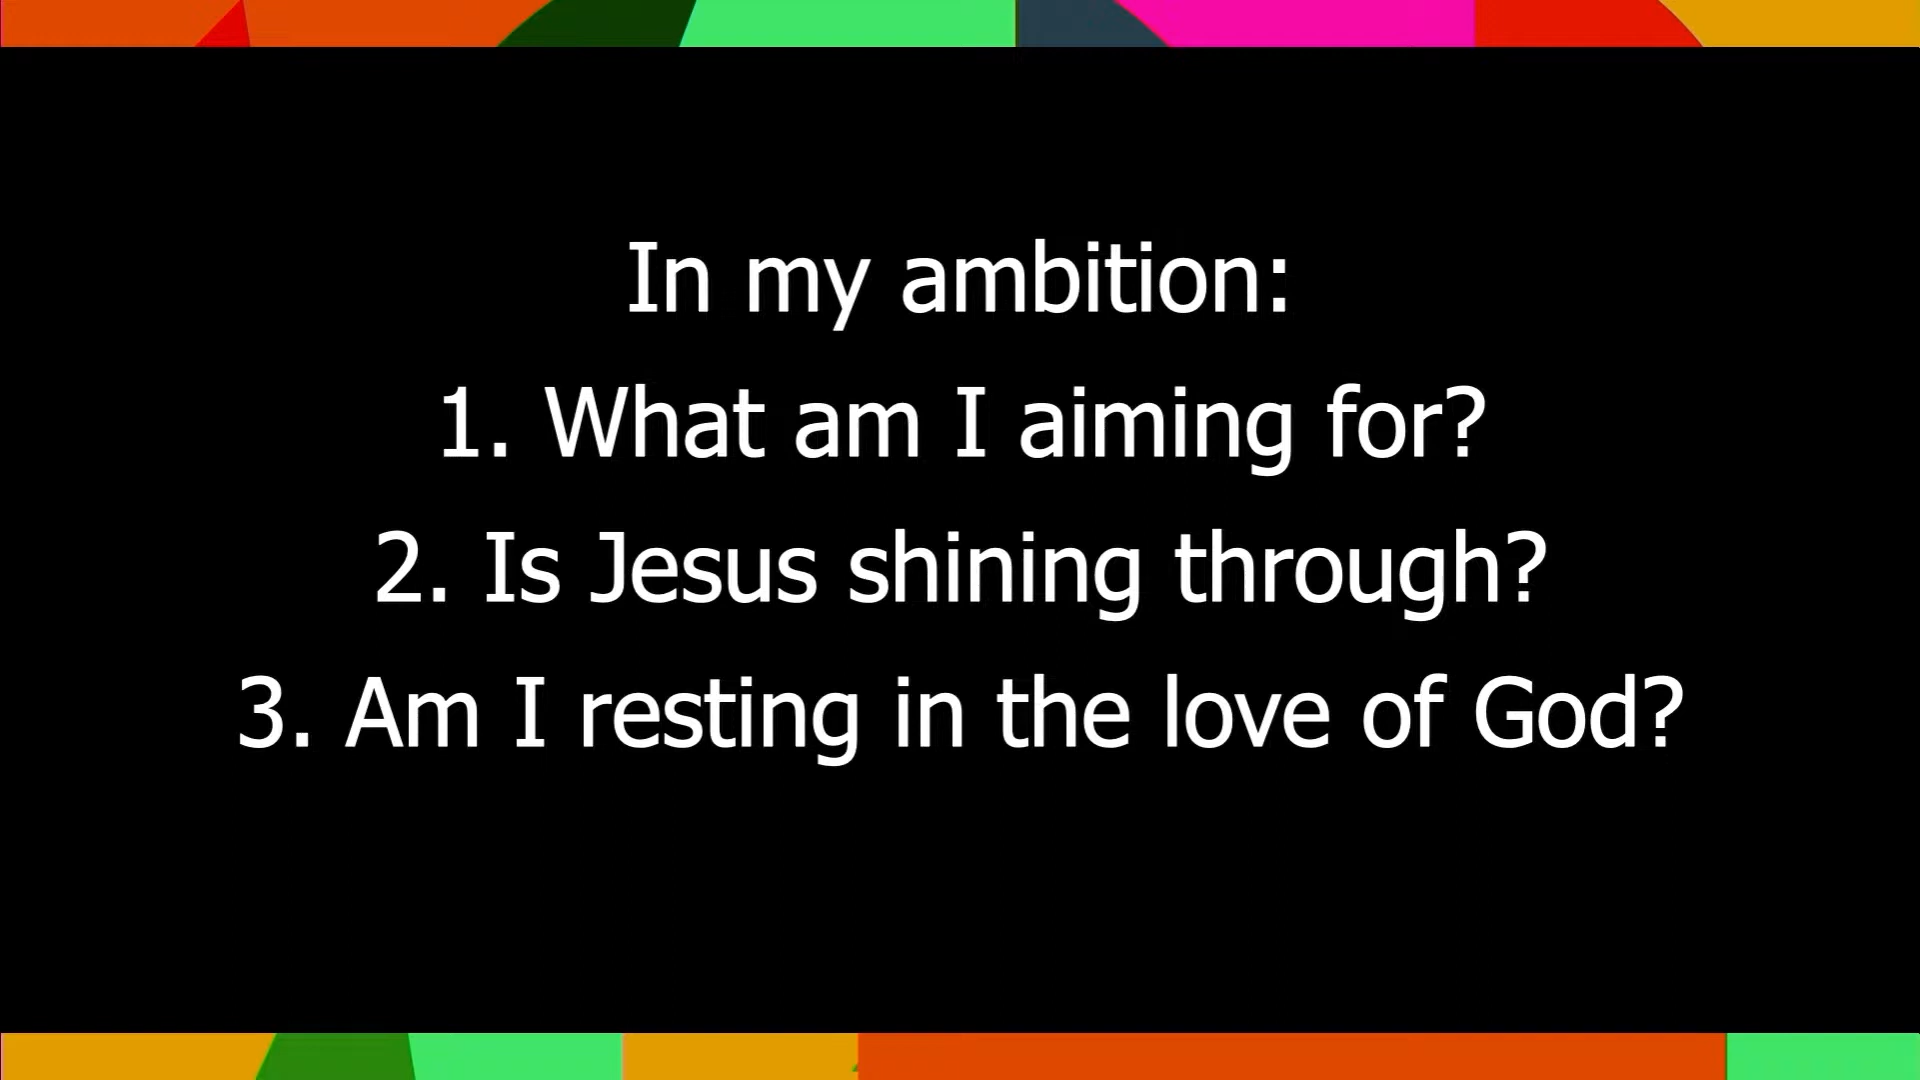 In my ambition:
1. What am I aiming for?
2. Is Jesus shining through?
3. Am I resting in the love of God?